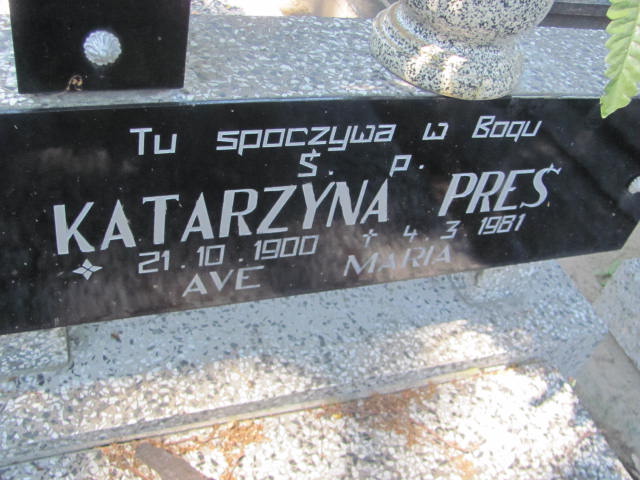 Tu spoczywa w Bogu
Ś. P.
KATARZYNA PREŚ
21.10.1900 † 4 3 1981
AVE MARIA